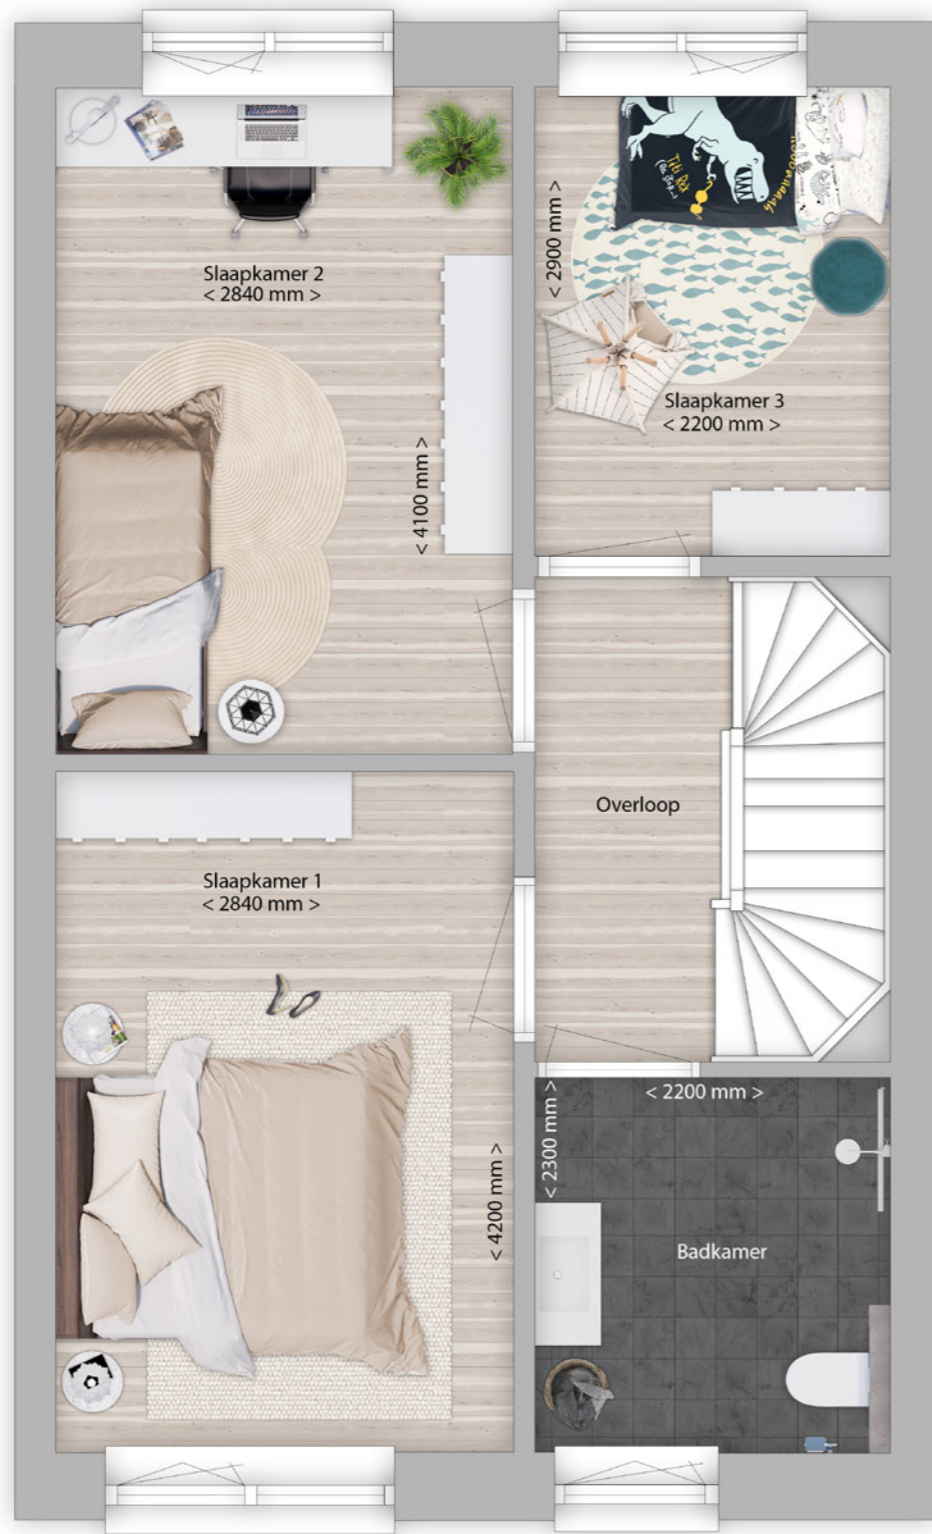 Slaapkamer 2
< 2840 mm >
< 4100 mm >
< 2900 mm >
Slaapkamer 3
< 2200 mm >
Overloop
Slaapkamer 1
< 2840 mm >
< 4200 mm >
< 2200 mm >
< 2300 mm >
Badkamer